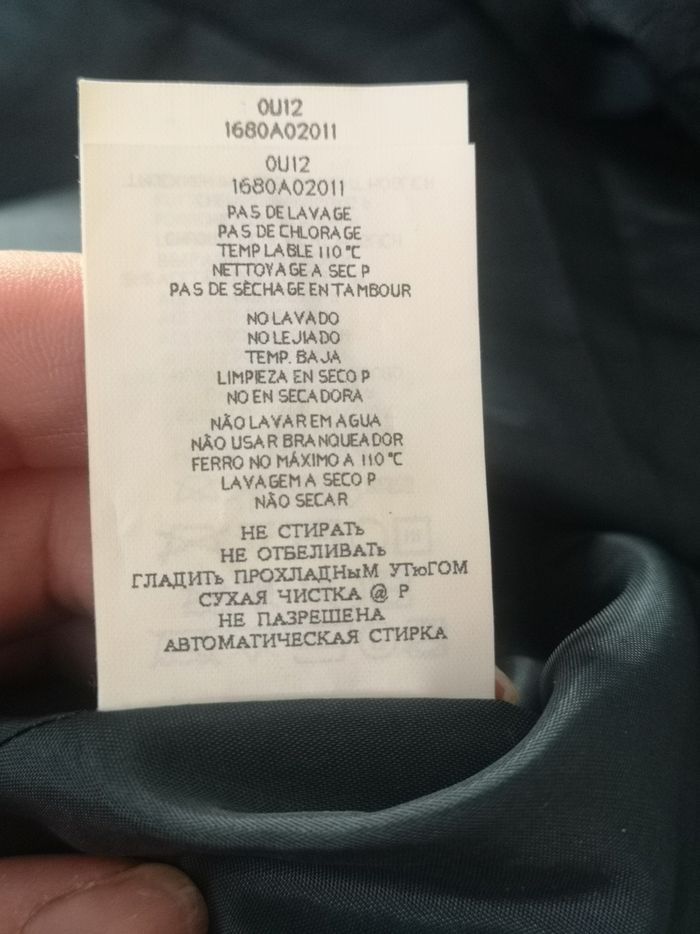 0U12
1680A02011
0U12
1680A02011
PAS DE LAVAGE
PAS DE CHLORAGE
TEMP LABLE 110 °C
NETTOYAGE A SEC P
PAS DE SÈCHAGE EN TAMBOUR
NO LAVADO
NO LEJIADO
TEMP. BAJA
LIMPIEZA EN SECO P
NO EN SECADORA
NÃO LAVAR EM AGUA
NÃO USAR BRANQUEADOR
FERRO NO MÁXIMO A 110 °C
LAVAGEM A SECO P
NÃO SECAR
НЕ СТИРАТЬ
НЕ ОТБЕЛИВАТЬ
ГЛАДИТЬ ПРОХЛАДНЫМ УТЮГОМ
СУХАЯ ЧИСТКА @ Р
НЕ ПАЗРЕШЕНА
АВТОМАТИЧЕСКАЯ СТИРКА